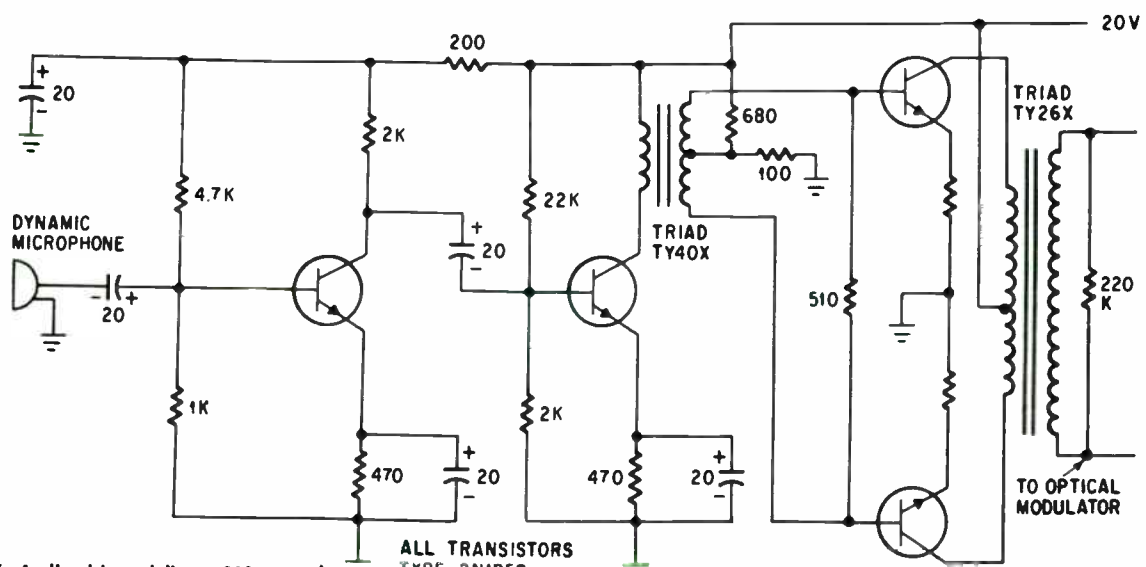 200
20V
+
20
-
2K
680
TRIAD
TY26X
100
4.7K
22K
DYNAMIC
MICROPHONE
+
20
-
TRIAD
TY40X
- +
20
510
220
K
1K
2K
470
+
20
-
470
+
20
-
TO OPTICAL
MODULATOR
ALL TRANSISTORS